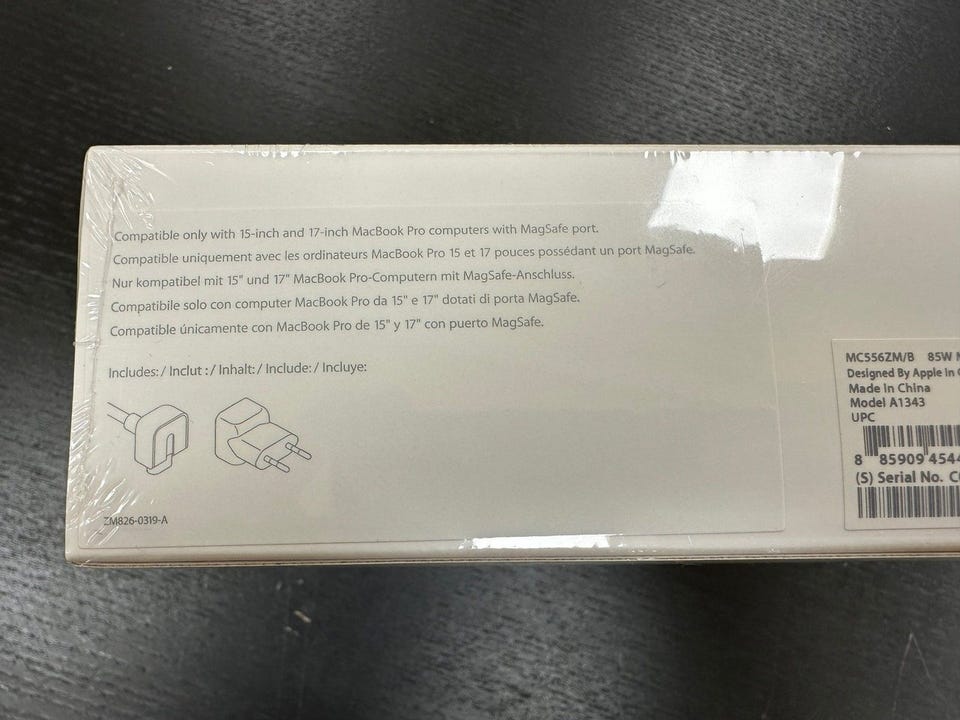 Compatible only with 15-inch and 17-inch MacBook Pro computers with MagSafe port.
Compatible uniquement avec les ordinateurs MacBook Pro 15 et 17 pouces possédant un port MagSafe.
Nur kompatibel mit 15" und 17" MacBook Pro-Computern mit MagSafe-Anschluss.
Compatibile solo con computer MacBook Pro da 15" e 17" dotati di porta MagSafe.
Compatible únicamente con MacBook Pro de 15" y 17" con puerto MagSafe.
Includes: / Inclut : / Inhalt: / Include: / Incluye:
ZM826-0319-A
MC556ZM/B 85W
Designed By Apple in
Made in China
Model A1343
UPC
8 85909 4544
(S) Serial No.